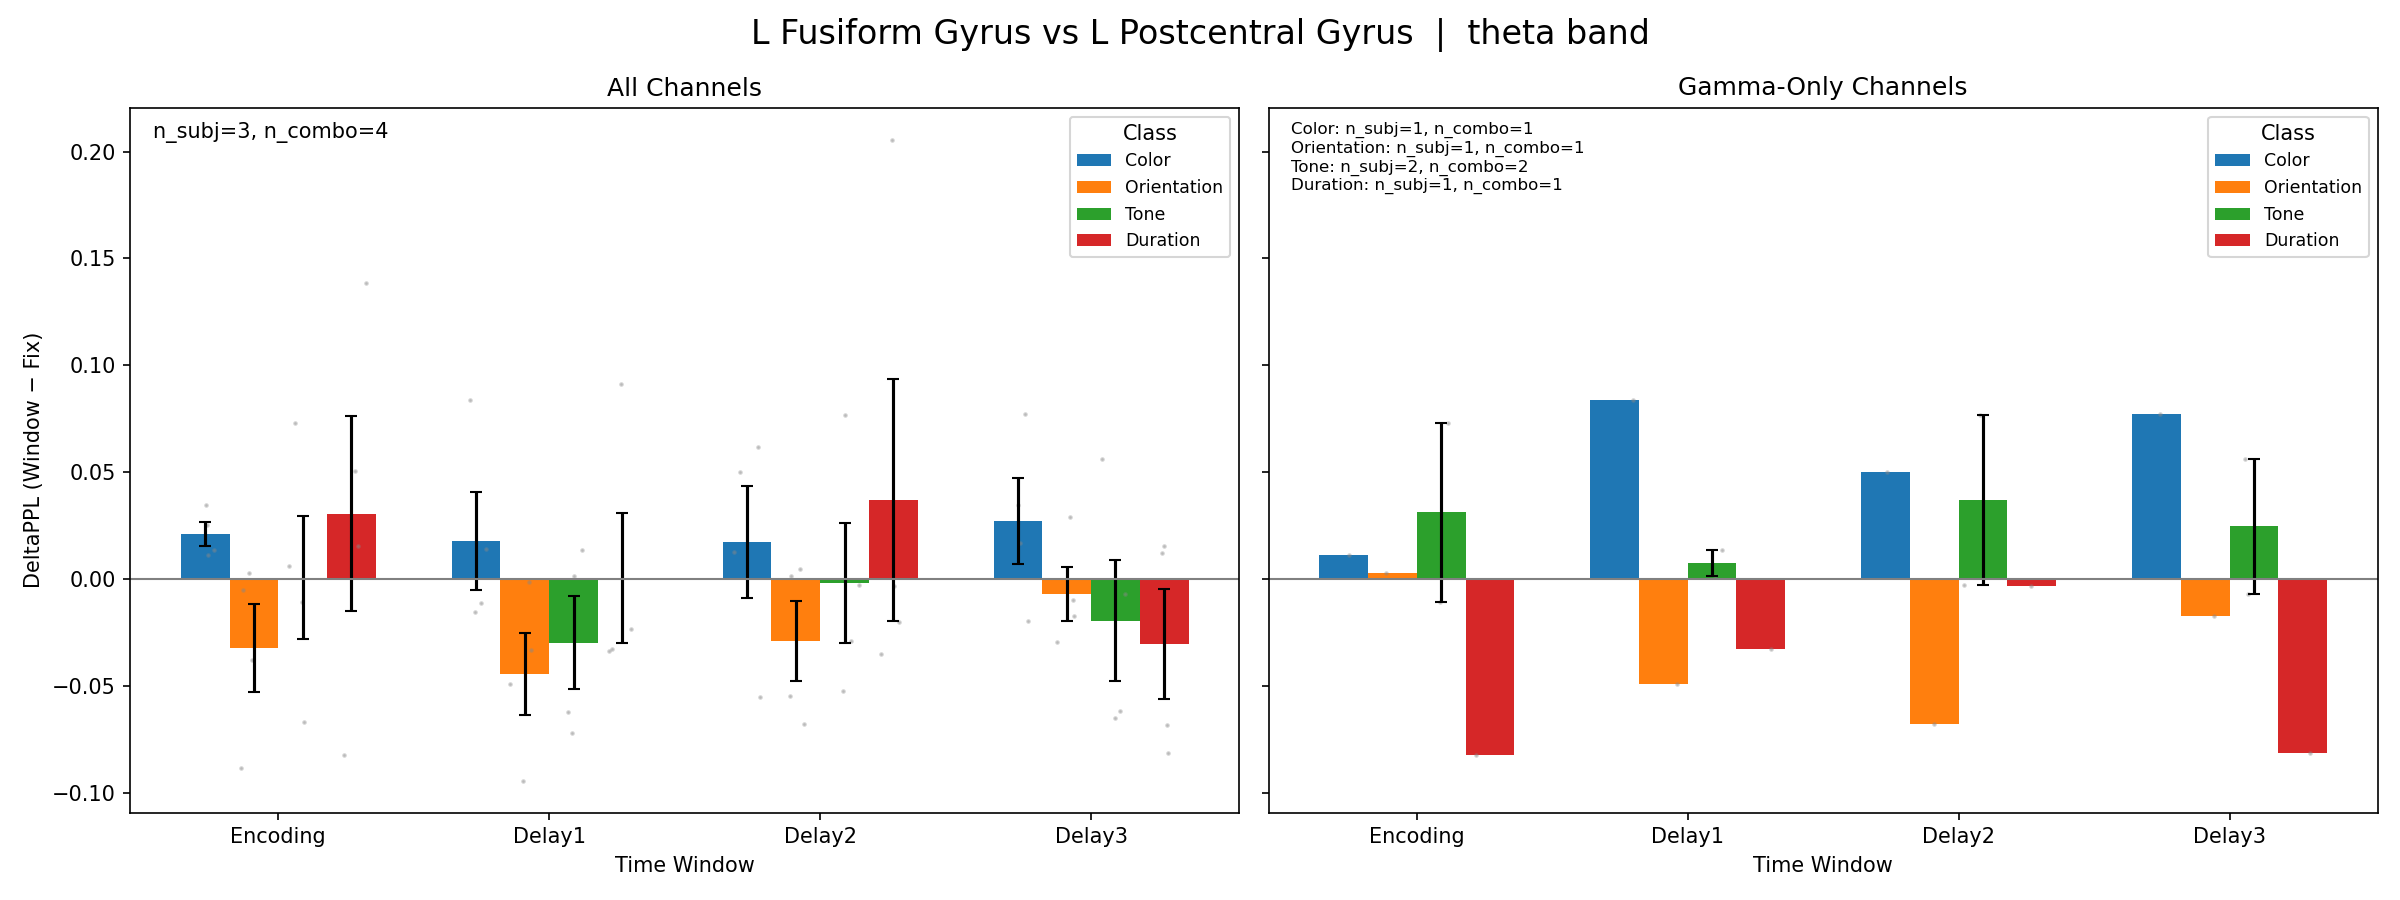 L Fusiform Gyrus vs L Postcentral Gyrus | theta band
All Channels
n_subj=3, n_combo=4
Class
Color
Orientation
Tone
Duration
DeltaPPL (Window − Fix)
0.20
0.15
0.10
0.05
0.00
−0.05
−0.10
Encoding
Delay1
Delay2
Delay3
Time Window
Gamma-Only Channels
Color: n_subj=1, n_combo=1
Orientation: n_subj=1, n_combo=1
Tone: n_subj=2, n_combo=2
Duration: n_subj=1, n_combo=1
Class
Color
Orientation
Tone
Duration
Encoding
Delay1
Delay2
Delay3
Time Window